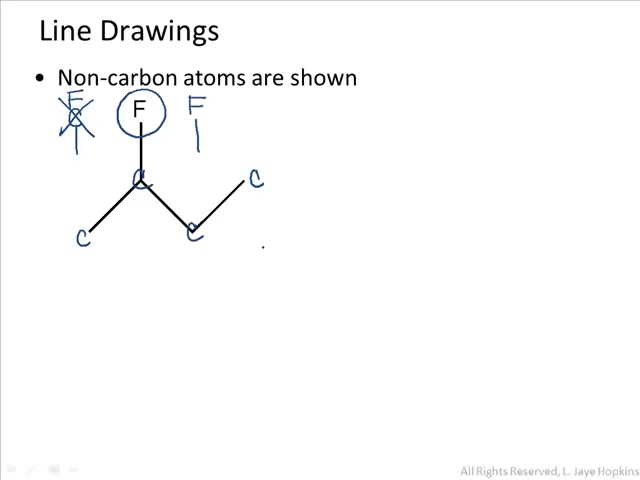 Line Drawings
• Non-carbon atoms are shown
F F F
C
C C
C C
All Rights Reserved, L. Jaye Hopkins